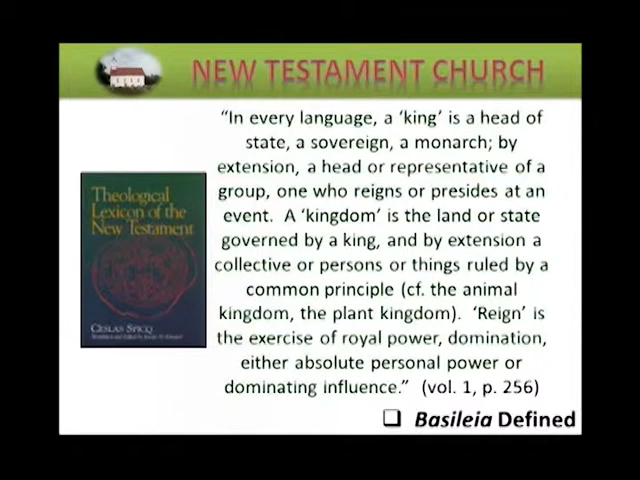 NEW TESTAMENT CHURCH
“In every language, a ‘king’ is a head of
state, a sovereign, a monarch; by
extension, a head or representative of a
group, one who reigns or presides at an
event. A ‘kingdom’ is the land or state
governed by a king, and by extension a
collective or persons or things ruled by a
common principle (cf. the animal
kingdom, the plant kingdom). ‘Reign’ is
the exercise of royal power, domination,
either absolute personal power or
dominating influence.” (vol. 1, p. 256)
Theological
Lexicon of the
New Testament
CESLAS SPICQ
Basileia Defined